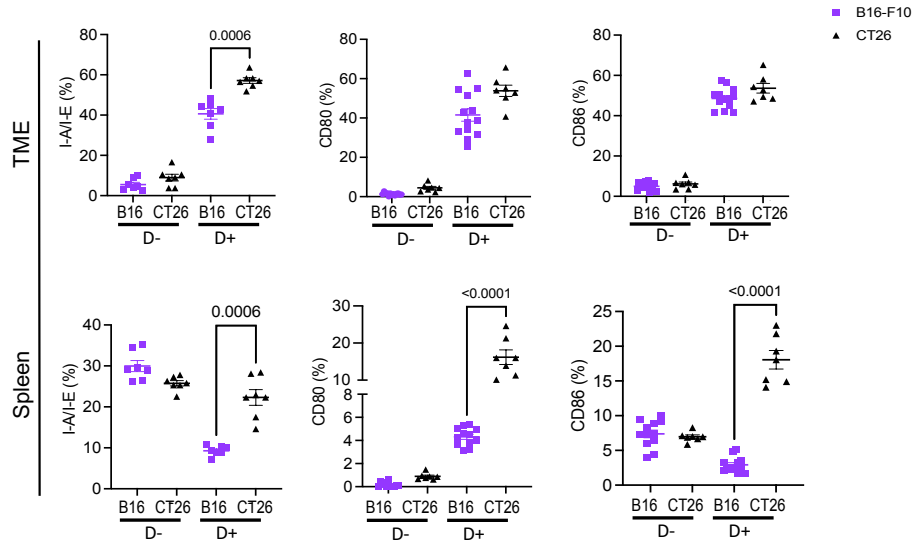 B16-F10
CT26
TME
I-A/I-E (%)
80
60
40
20
0
0.0006
B16 CT26 B16 CT26
D- D+
CD80 (%)
80
60
40
20
0
B16 CT26 B16 CT26
D- D+
CD86 (%)
80
60
40
20
0
B16 CT26 B16 CT26
D- D+
Spleen
I-A/I-E (%)
40
30
20
10
0
0.0006
B16 CT26 B16 CT26
D- D+
CD80 (%)
30
20
10
6
4
2
0
<0.0001
B16 CT26 B16 CT26
D- D+
CD86 (%)
25
20
15
10
5
0
<0.0001
B16 CT26 B16 CT26
D- D+